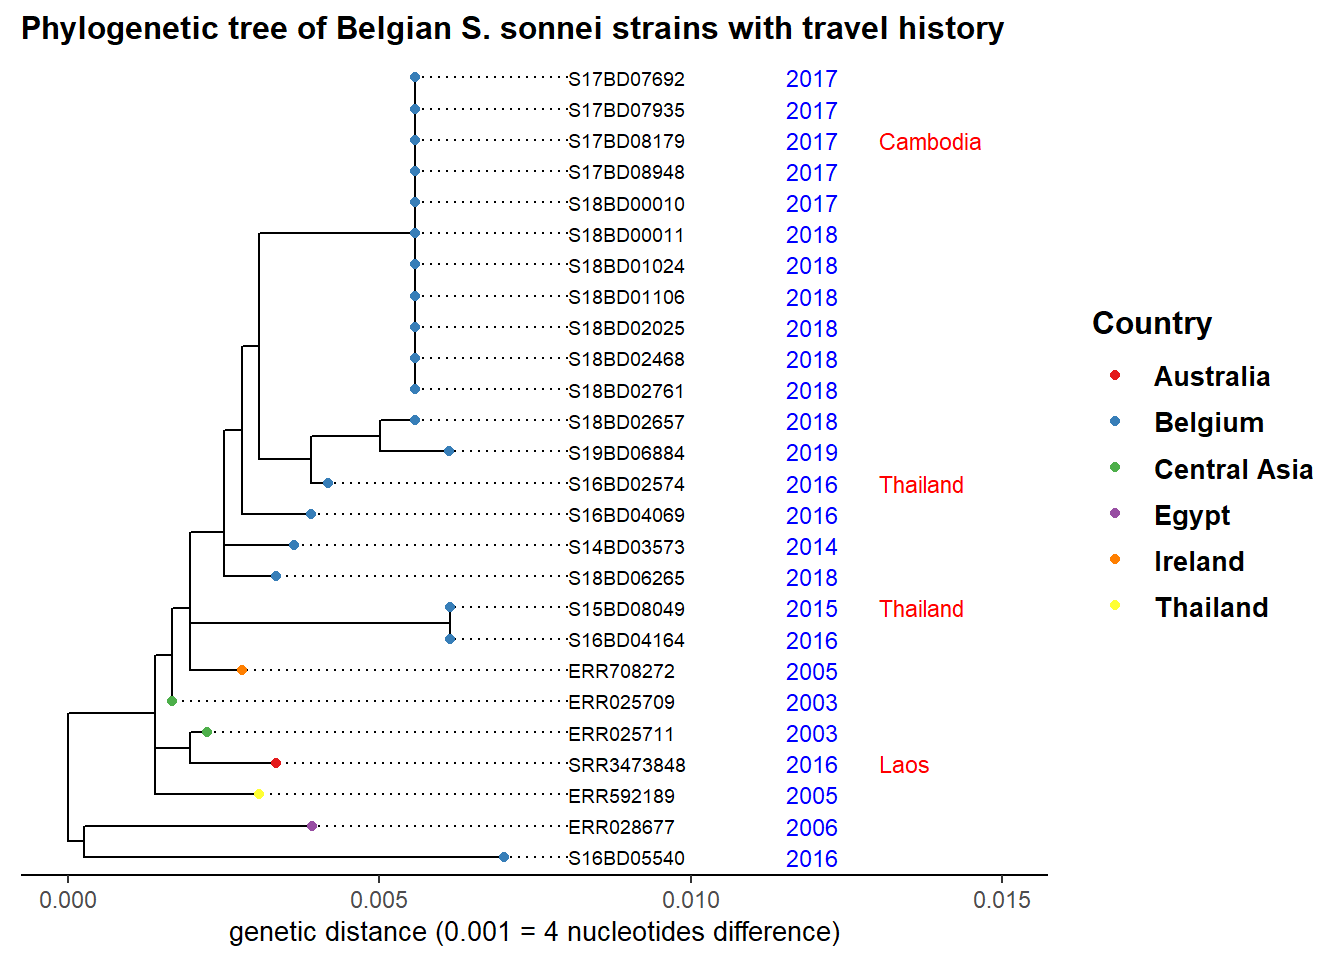 Phylogenetic tree of Belgian S. sonnei strains with travel history
S17BD07692 2017
S17BD07935 2017
S17BD08179 2017 Cambodia
S17BD08948 2017
S18BD00010 2017
S18BD00011 2018
S18BD01024 2018
S18BD01106 2018
S18BD02025 2018
S18BD02468 2018
S18BD02761 2018
S18BD02657 2018
S19BD06884 2019
S16BD02574 2016 Thailand
S16BD04069 2016
S14BD03573 2014
S18BD06265 2018
S15BD08049 2015 Thailand
S16BD04164 2016
ERR708272 2005
ERR025709 2003
ERR025711 2003
SRR3473848 2016 Laos
ERR592189 2005
ERR028677 2006
S16BD05540 2016
0.000 0.005 0.010 0.015
genetic distance (0.001 = 4 nucleotides difference)
Country
Australia
Belgium
Central Asia
Egypt
Ireland
Thailand